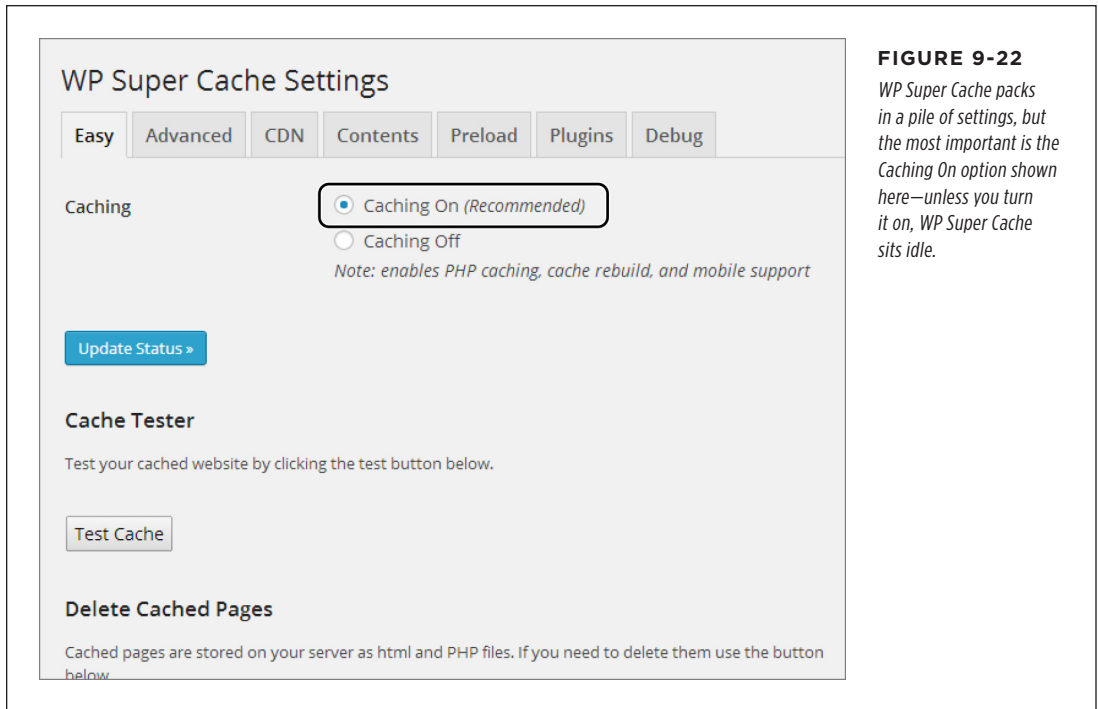 WP Super Cache Settings
Easy Advanced CDN Contents Preload Plugins Debug
Caching
Caching On (Recommended)
Caching Off
Note: enables PHP caching, cache rebuild, and mobile support
Update Status »
Cache Tester
Test your cached website by clicking the test button below.
Test Cache
Delete Cached Pages
Cached pages are stored on your server as html and PHP files. If you need to delete them use the button
below.
FIGURE 9-22
WP Super Cache packs
in a pile of settings, but
the most important is the
Caching On option shown
here—unless you turn
it on, WP Super Cache
sits idle.